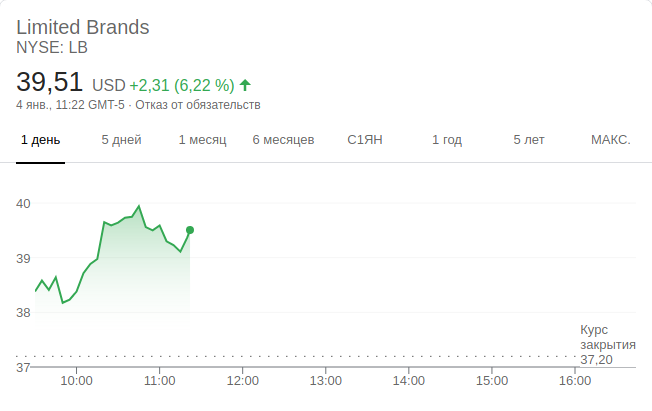 Limited Brands
NYSE: LB
39,51 USD +2,31 (6,22 %)
4 янв., 11:22 GMT-5 · Отказ от обязательств
1 день 5 дней 1 месяц 6 месяцев С1ЯН 1 год 5 лет МАКС.
40
39
38
Курс
закрытия
37,20
37
10:00 11:00 12:00 13:00 14:00 15:00 16:00